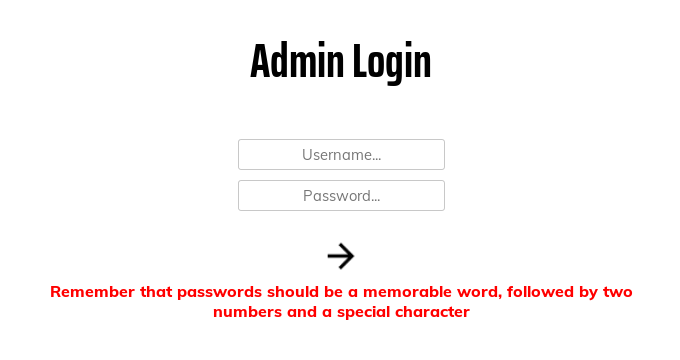 Admin Login
Username...
Password...
Remember that passwords should be a memorable word, followed by two
numbers and a special character